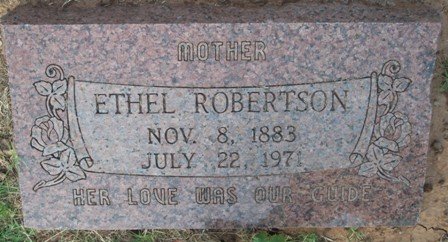 MOTHER
ETHEL ROBERTSON
NOV. 8, 1883
JULY 22, 1971
HER LOVE WAS OUR GUIDE